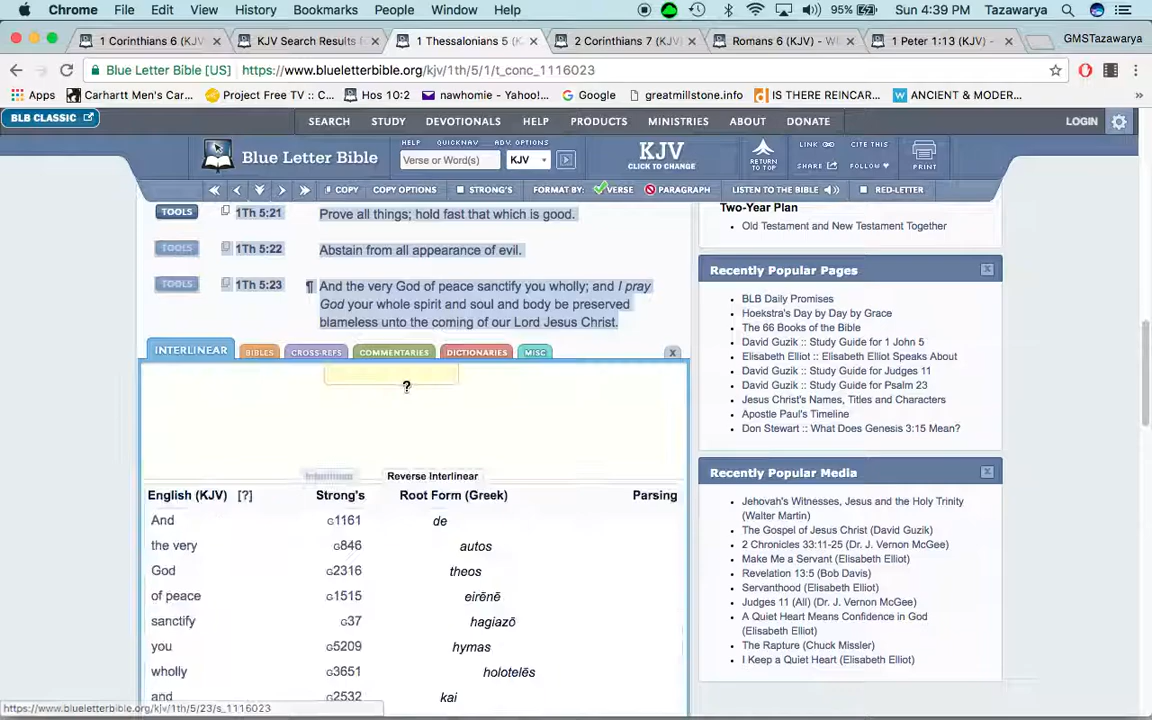 Chrome File Edit View History Bookmarks People Window Help 95% Sun 4:39 PM Tazawarya
1 Corinthians 6 (KJV) KJV Search Results f 1 Thessalonians 5 (KJ 2 Corinthians 7 (KJV) Romans 6 (KJV) - 1 Peter 1:13 (KJV) - GMSTazawarya
Blue Letter Bible [US] https://www.blueletterbible.org/kjv/1th/5/1/t_conc_1116023
Apps Carhartt Men's Car... Project Free TV :: C... Hos 10:2 nawhomie - Yahoo!... Google greatmillstone.info IS THERE REINCAR... ANCIENT & MODER... »
BLB CLASSIC SEARCH STUDY DEVOTIONALS HELP PRODUCTS MINISTRIES ABOUT DONATE LOGIN
HELP QUICKNAV ADV. OPTIONS
Blue Letter Bible Verse or Word(s) KJV KJV CLICK TO CHANGE RETURN TO TOP LINK CITE THIS SHARE FOLLOW PRINT
COPY COPY OPTIONS STRONG'S FORMAT BY: VERSE PARAGRAPH LISTEN TO THE BIBLE RED-LETTER
TOOLS 1Th 5:21 Prove all things; hold fast that which is good.
TOOLS 1Th 5:22 Abstain from all appearance of evil.
TOOLS 1Th 5:23 ¶ And the very God of peace sanctify you wholly; and I pray
God your whole spirit and soul and body be preserved
blameless unto the coming of our Lord Jesus Christ.
INTERLINEAR BIBLES CROSS-REFS COMMENTARIES DICTIONARIES MISC x
?
Interlinear Reverse Interlinear
English (KJV) [?] Strong's Root Form (Greek) Parsing
And G1161 de
the very G846 autos
God G2316 theos
of peace G1515 eirēnē
sanctify G37 hagiazō
you G5209 hymas
wholly G3651 holotelēs
and G2532 kai
https://www.blueletterbible.org/kjv/1th/5/23/s_1116023
Two-Year Plan
Old Testament and New Testament Together
Recently Popular Pages
BLB Daily Promises
Hoekstra's Day by Day by Grace
The 66 Books of the Bible
David Guzik :: Study Guide for 1 John 5
Elisabeth Elliot :: Elisabeth Elliot Speaks About
David Guzik :: Study Guide for Judges 11
David Guzik :: Study Guide for Psalm 23
Jesus Christ's Names, Titles and Characters
Apostle Paul's Timeline
Don Stewart :: What Does Genesis 3:15 Mean?
Recently Popular Media
Jehovah's Witnesses, Jesus and the Holy Trinity
(Walter Martin)
The Gospel of Jesus Christ (David Guzik)
2 Chronicles 33:11-25 (Dr. J. Vernon McGee)
Make Me a Servant (Elisabeth Elliot)
Revelation 13:5 (Bob Davis)
Servanthood (Elisabeth Elliot)
Judges 11 (All) (Dr. J. Vernon McGee)
A Quiet Heart Means Confidence in God
(Elisabeth Elliot)
The Rapture (Chuck Missler)
I Keep a Quiet Heart (Elisabeth Elliot)